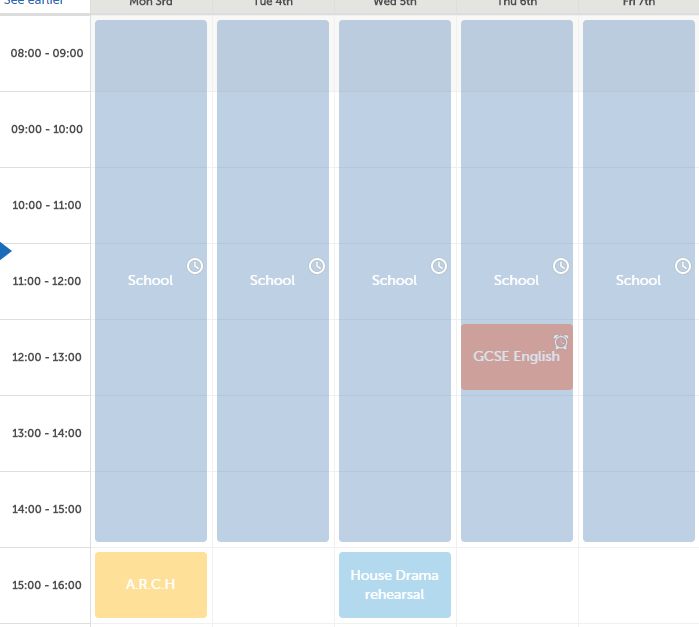 See earlier
Mon 3rd Tue 4th Wed 5th Thu 6th Fri 7th
08:00 - 09:00
09:00 - 10:00
10:00 - 11:00
11:00 - 12:00
School School School School School
12:00 - 13:00
GCSE English
13:00 - 14:00
14:00 - 15:00
15:00 - 16:00
A.R.C.H
House Drama
rehearsal